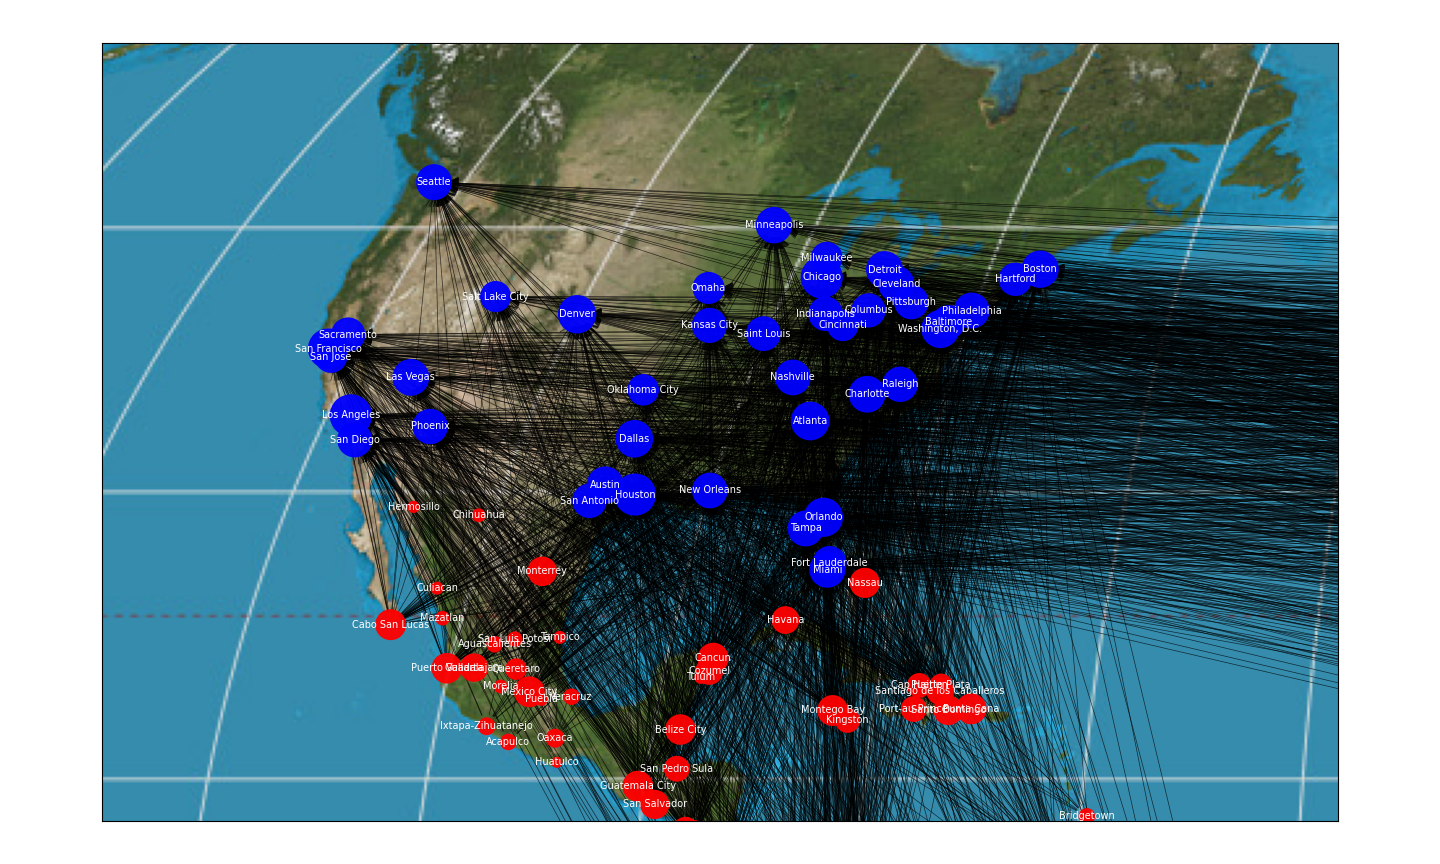 Seattle
Minneapolis
Milwaukee
Chicago
Detroit
Cleveland
Boston
Hartford
Omaha
Salt Lake City
Denver
Kansas City
Saint Louis
Indianapolis
Cincinnati
Columbus
Pittsburgh
Philadelphia
Baltimore
Washington, D.C.
Sacramento
San Francisco
San Jose
Las Vegas
Oklahoma City
Nashville
Raleigh
Charlotte
Los Angeles
Phoenix
San Diego
Dallas
Atlanta
Austin
San Antonio
Houston
New Orleans
Orlando
Tampa
Hermosillo
Chihuahua
Fort Lauderdale
Miami
Nassau
Monterrey
Culiacan
Mazatlan
Cabo San Lucas
Havana
San Luis Potosi
Tampico
Aguascalientes
Puerto Vallarta
Guadalajara
Queretaro
Cancun
Cozumel
Tulum
Morelia
Mexico City
Puebla
Veracruz
Cap Haitien
Puerto Plata
Santiago de los Caballeros
Port-au-Prince
Santo Domingo
Punta Cana
Montego Bay
Kingston
Ixtapa-Zihuatanejo
Acapulco
Oaxaca
Belize City
Huatulco
San Pedro Sula
Guatemala City
San Salvador
Bridgetown